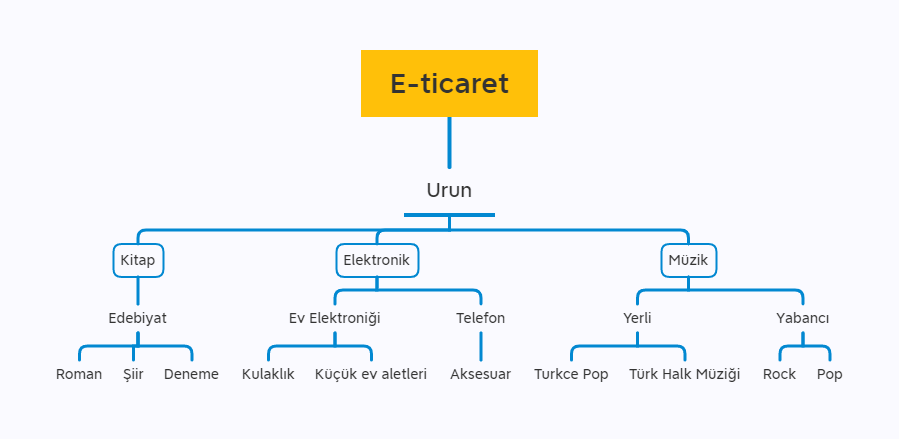 E-ticaret
Urun
Kitap
Elektronik
Müzik
Edebiyat
Ev Elektroniği
Telefon
Yerli
Yabancı
Roman
Şiir
Deneme
Kulaklık
Küçük ev aletleri
Aksesuar
Turkce Pop
Türk Halk Müziği
Rock
Pop